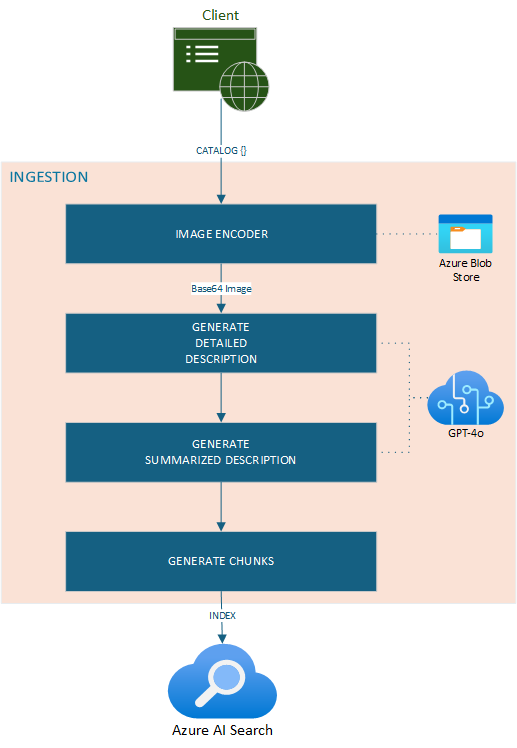 Client
CATALOG {}
INGESTION
IMAGE ENCODER
Azure Blob
Store
Base64 Image
GENERATE
DETAILED
DESCRIPTION
GPT-4o
GENERATE
SUMMARIZED DESCRIPTION
GENERATE CHUNKS
INDEX
Azure AI Search